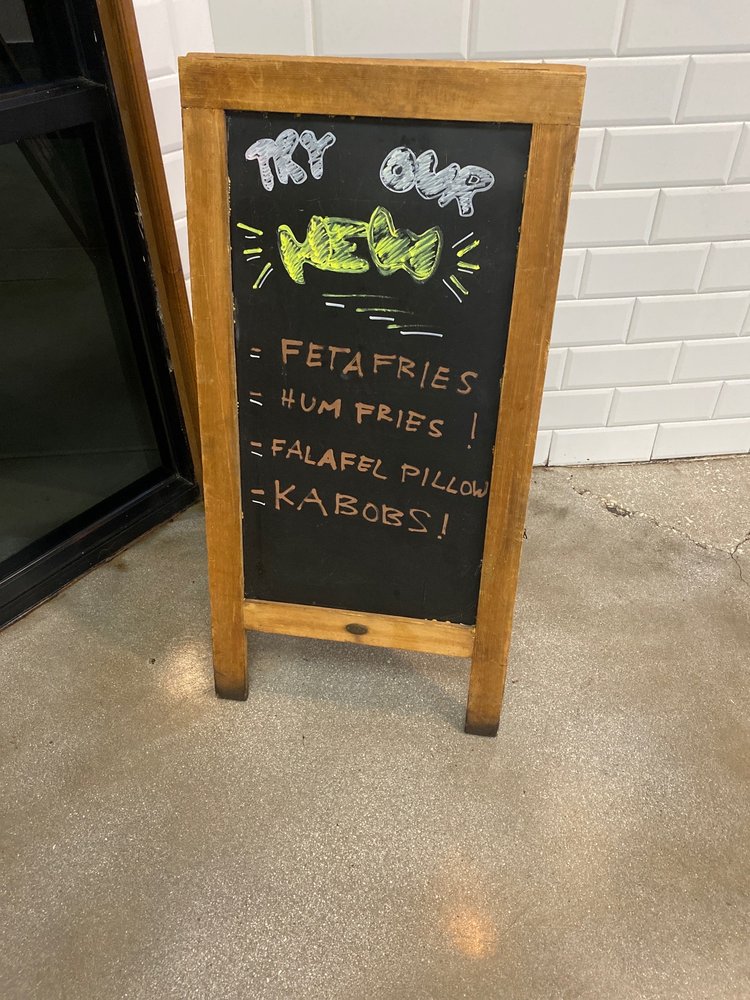 TRY OUR
NEW
= FETA FRIES
= HUM FRIES !
= FALAFEL PILLOW
= KABOBS !